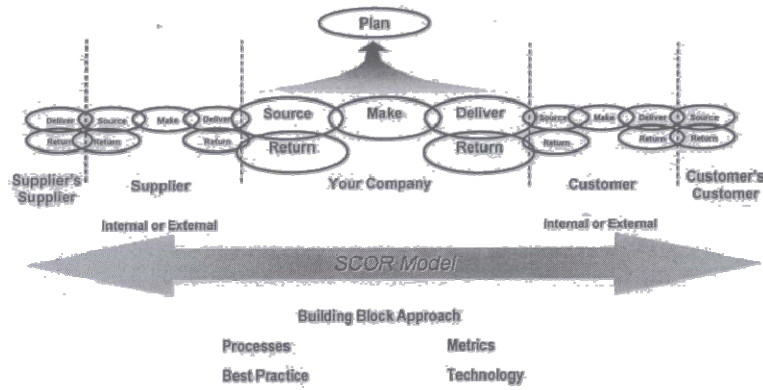 Plan
Deliver Source Make Deliver Source Make Deliver Source Make Deliver Source
Return Return Return Return Return Return Return Return
Supplier's Supplier
Supplier
Your Company
Customer
Customer's Customer
Internal or External
Internal or External
SCOR Model
Building Block Approach
Processes
Metrics
Best Practice
Technology